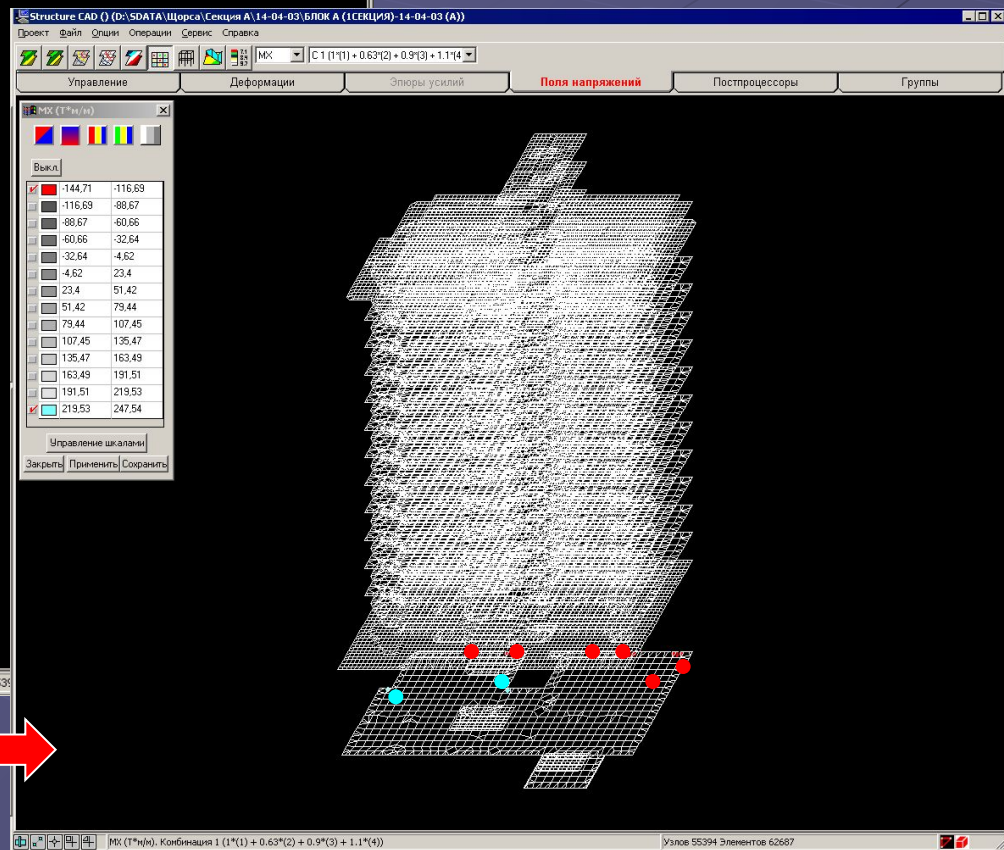 Structure CAD () (D:\SDATA\Щорса\Секция А\14-04-03\БЛОК А (1СЕКЦИЯ)-14-04-03 (А))
Проект Файл Опции Операции Сервис Справка
MX C 1 (1*(1) + 0.63*(2) + 0.9*(3) + 1.1*(4
Управление Деформации Эпюры усилий Поля напряжений Постпроцессоры Группы
MX (Т*м/м)
Выкл.
-144,71 -116,69
-116,69 -88,67
-88,67 -60,66
-60,66 -32,64
-32,64 -4,62
-4,62 23,4
23,4 51,42
51,42 79,44
79,44 107,45
107,45 135,47
135,47 163,49
163,49 191,51
191,51 219,53
219,53 247,54
Управление шкалами
Закрыть Применить Сохранить
MX (Т*м/м). Комбинация 1 (1*(1) + 0.63*(2) + 0.9*(3) + 1.1*(4)) Узлов 55394 Элементов 62687